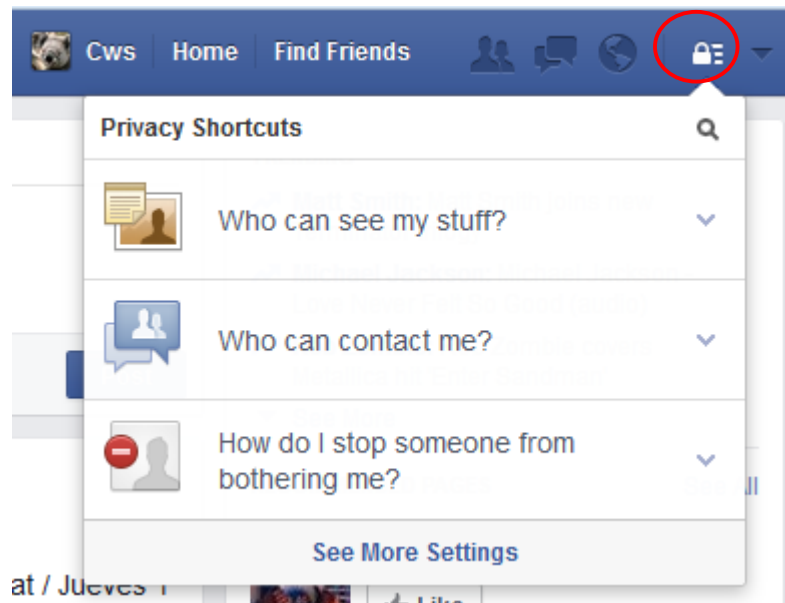 Cws Home Find Friends
Privacy Shortcuts
Who can see my stuff?
Who can contact me?
How do I stop someone from
bothering me?
See More Settings
All
at / Jueves 1
Like